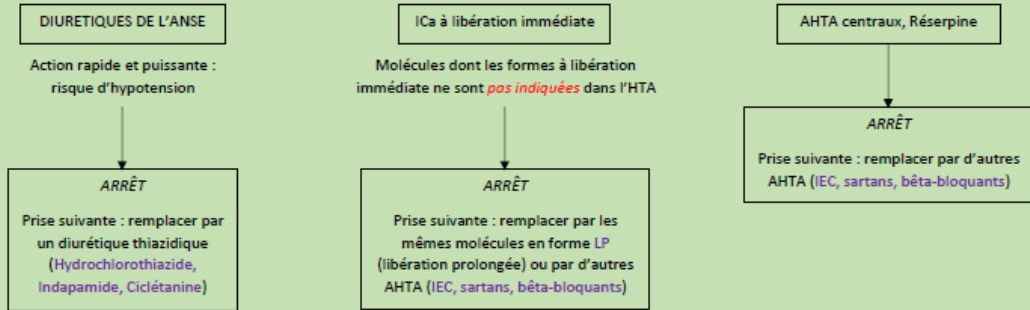 DIURETIQUES DE L'ANSE
Action rapide et puissante :
risque d'hypotension
ARRÊT
Prise suivante : remplacer par
un diurétique thiazidique
(Hydrochlorothiazide,
Indapamide, Ciclétanine)
ICa à libération immédiate
Molécules dont les formes à libération
immédiate ne sont pas indiquées dans l'HTA
ARRÊT
Prise suivante : remplacer par les
mêmes molécules en forme LP
(libération prolongée) ou par d'autres
AHTA (IEC, sartans, bêta-bloquants)
AHTA centraux, Réserpine
ARRÊT
Prise suivante : remplacer par d'autres
AHTA (IEC, sartans, bêta-bloquants)